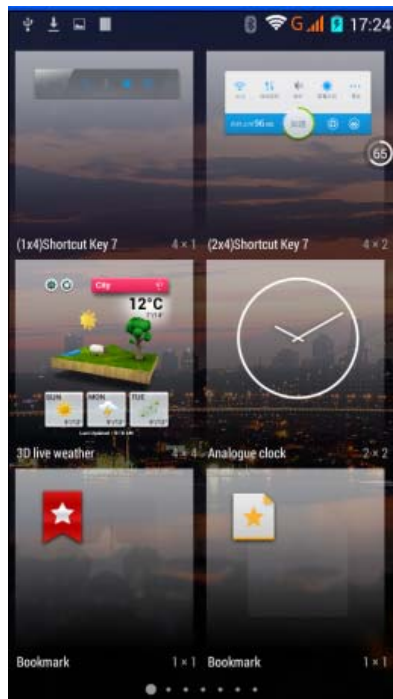 G 17:24
96
65
(1x4)Shortcut Key 7 4 × 1 (2x4)Shortcut Key 7 4 × 2
City
12°C
SUN MON TUE
3D live weather 4 × 4 Analogue clock 2 × 2
Bookmark 1 × 1 Bookmark 1 × 1